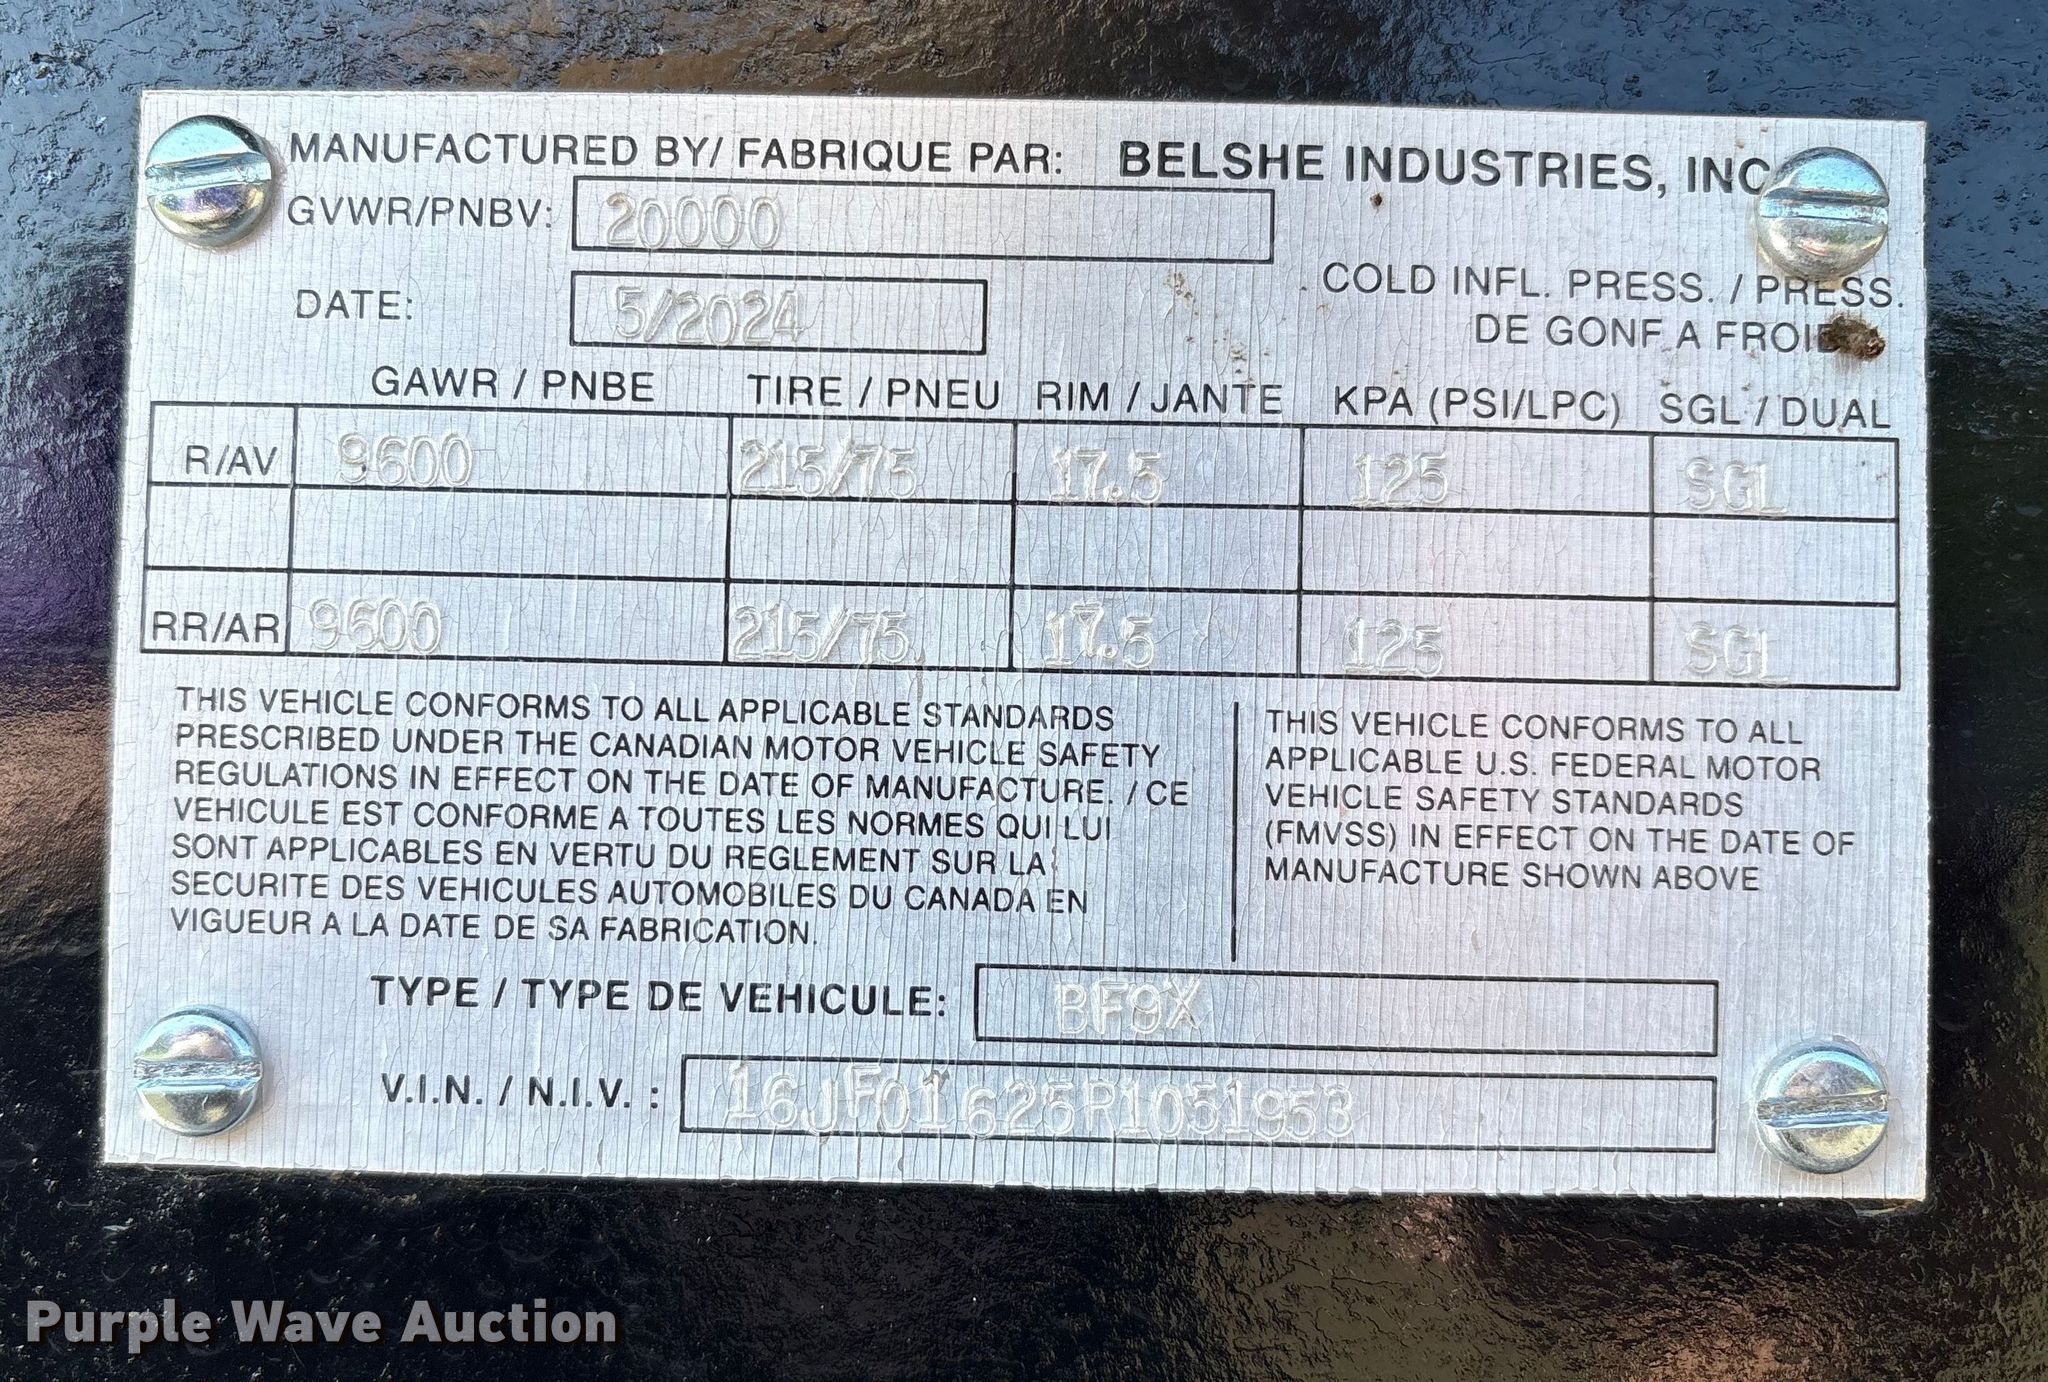 MANUFACTURED BY/ FABRIQUE PAR: BELSHE INDUSTRIES, INC
GVWR/PNBV: 20000
DATE: 5/2024
COLD INFL. PRESS. / PRESS.
DE GONF A FROID
GAWR / PNBE TIRE / PNEU RIM / JANTE KPA (PSI/LPC) SGL / DUAL
R/AV 9600 215/75 17.5 125 SGL
RR/AR 9600 215/75 17.5 125 SGL
THIS VEHICLE CONFORMS TO ALL APPLICABLE STANDARDS
PRESCRIBED UNDER THE CANADIAN MOTOR VEHICLE SAFETY
REGULATIONS IN EFFECT ON THE DATE OF MANUFACTURE. / CE
VEHICULE EST CONFORME A TOUTES LES NORMES QUI LUI
SONT APPLICABLES EN VERTU DU REGLEMENT SUR LA
SECURITE DES VEHICULES AUTOMOBILES DU CANADA EN
VIGUEUR A LA DATE DE SA FABRICATION.
THIS VEHICLE CONFORMS TO ALL
APPLICABLE U.S. FEDERAL MOTOR
VEHICLE SAFETY STANDARDS
(FMVSS) IN EFFECT ON THE DATE OF
MANUFACTURE SHOWN ABOVE
TYPE / TYPE DE VEHICULE: BF9X
V.I.N. / N.I.V. : 16JF01625R1051953
Purple Wave Auction